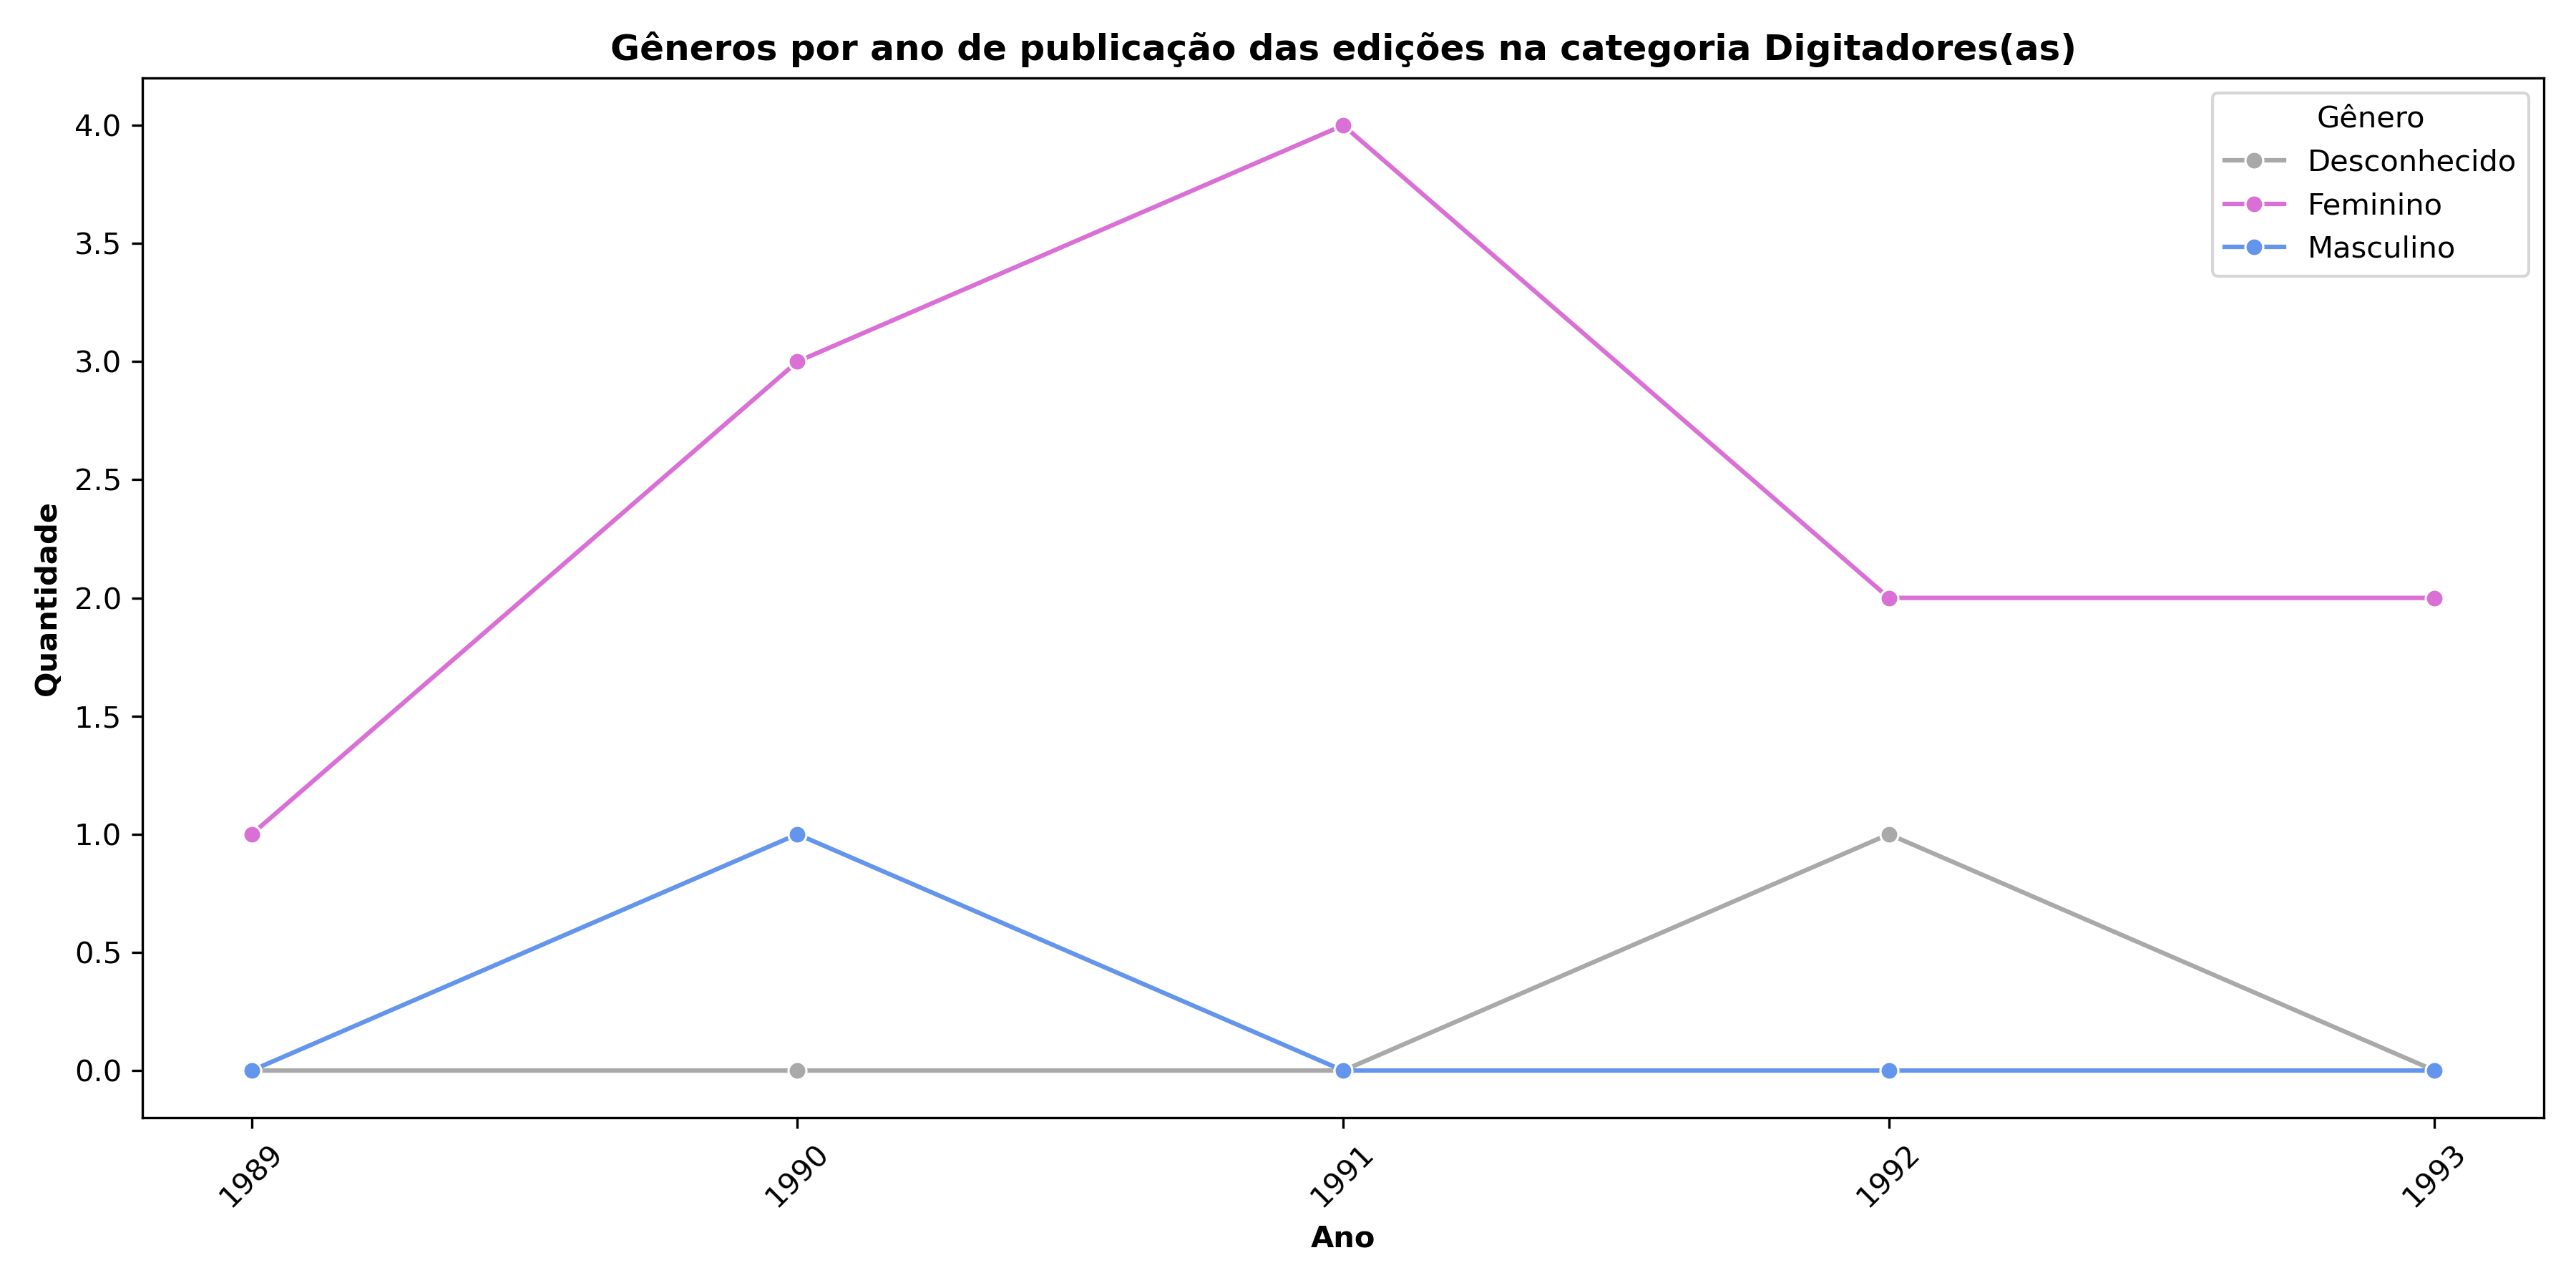 Gêneros por ano de publicação das edições na categoria Digitadores(as)
Gênero
Desconhecido
Feminino
Masculino
Quantidade
4.0
3.5
3.0
2.5
2.0
1.5
1.0
0.5
0.0
1989
1990
1991
1992
1993
Ano